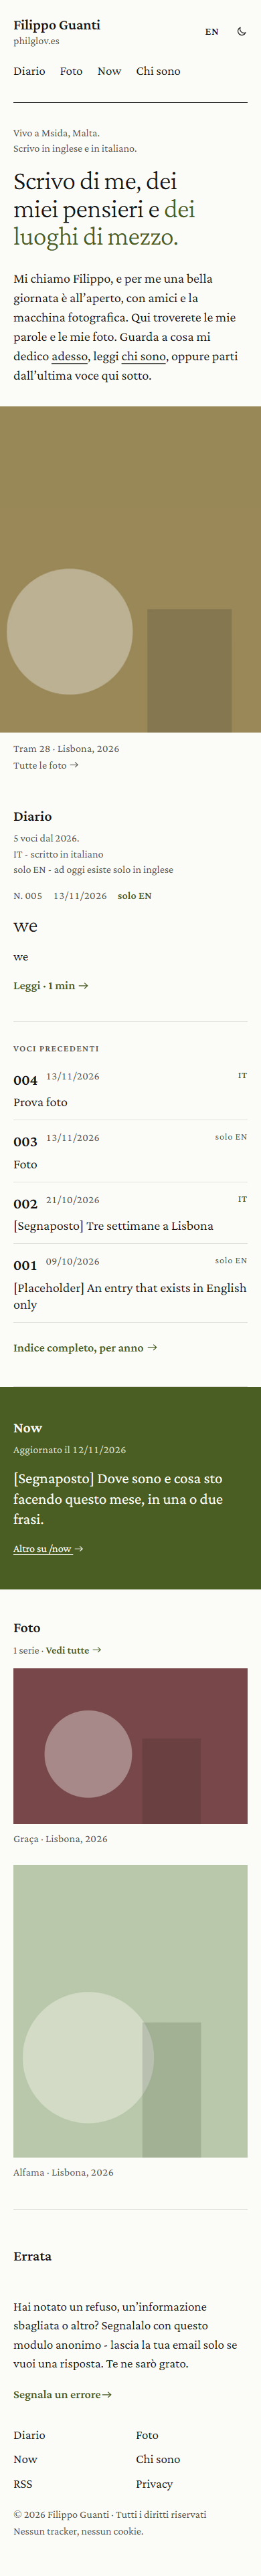 Filippo Guanti
philglov.es
EN
Diario Foto Now Chi sono
Vivo a Msida, Malta.
Scrivo in inglese e in italiano.
Scrivo di me, dei
miei pensieri e dei
luoghi di mezzo.
Mi chiamo Filippo, e per me una bella
giornata è all’aperto, con amici e la
macchina fotografica. Qui troverete le mie
parole e le mie foto. Guarda a cosa mi
dedico adesso, leggi chi sono, oppure parti
dall’ultima voce qui sotto.
Tram 28 · Lisbona, 2026
Tutte le foto →
Diario
5 voci dal 2026.
IT - scritto in italiano
solo EN - ad oggi esiste solo in inglese
N. 005 13/11/2026 solo EN
we
we
Leggi · 1 min →
VOCI PRECEDENTI
004 13/11/2026 IT
Prova foto
003 13/11/2026 solo EN
Foto
002 21/10/2026 IT
[Segnaposto] Tre settimane a Lisbona
001 09/10/2026 solo EN
[Placeholder] An entry that exists in English
only
Indice completo, per anno →
Now
Aggiornato il 12/11/2026
[Segnaposto] Dove sono e cosa sto
facendo questo mese, in una o due
frasi.
Altro su /now →
Foto
1 serie · Vedi tutte →
Graça · Lisbona, 2026
Alfama · Lisbona, 2026
Errata
Hai notato un refuso, un’informazione
sbagliata o altro? Segnalalo con questo
modulo anonimo - lascia la tua email solo se
vuoi una risposta. Te ne sarò grato.
Segnala un errore →
Diario Foto
Now Chi sono
RSS Privacy
© 2026 Filippo Guanti · Tutti i diritti riservati
Nessun tracker, nessun cookie.